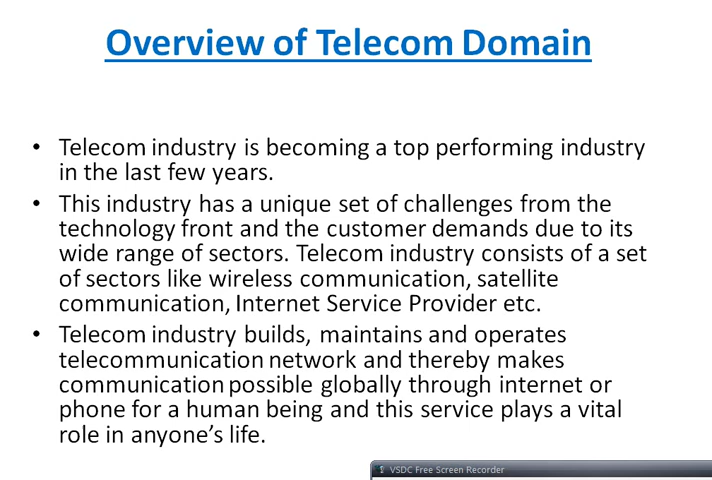 Overview of Telecom Domain
• Telecom industry is becoming a top performing industry
in the last few years.
• This industry has a unique set of challenges from the
technology front and the customer demands due to its
wide range of sectors. Telecom industry consists of a set
of sectors like wireless communication, satellite
communication, Internet Service Provider etc.
• Telecom industry builds, maintains and operates
telecommunication network and thereby makes
communication possible globally through internet or
phone for a human being and this service plays a vital
role in anyone’s life.
VSDC Free Screen Recorder